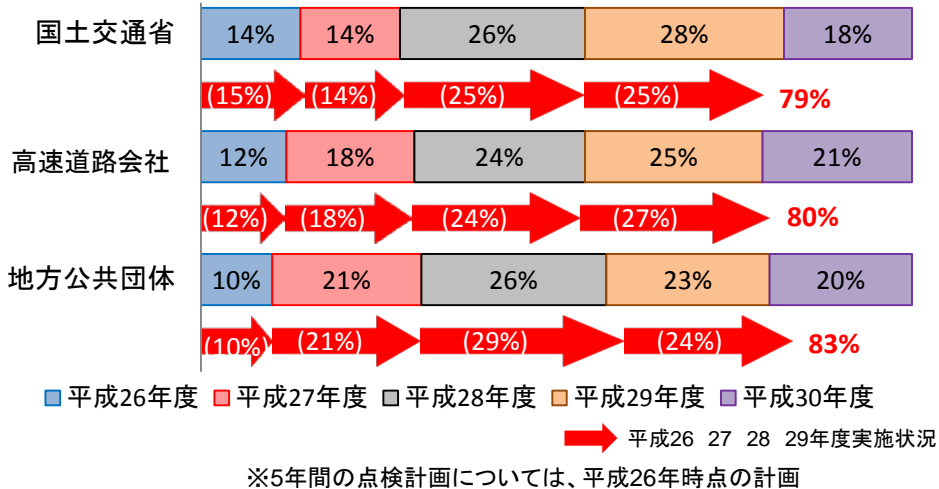 国土交通省 14% 14% 26% 28% 18%
(15%) (14%) (25%) (25%) 79%
高速道路会社 12% 18% 24% 25% 21%
(12%) (18%) (24%) (27%) 80%
地方公共団体 10% 21% 26% 23% 20%
(10% (21%) (29%) (24%) 83%
平成26年度 平成27年度 平成28年度 平成29年度 平成30年度
平成26 27 28 29年度実施状況
※5年間の点検計画については、平成26年時点の計画